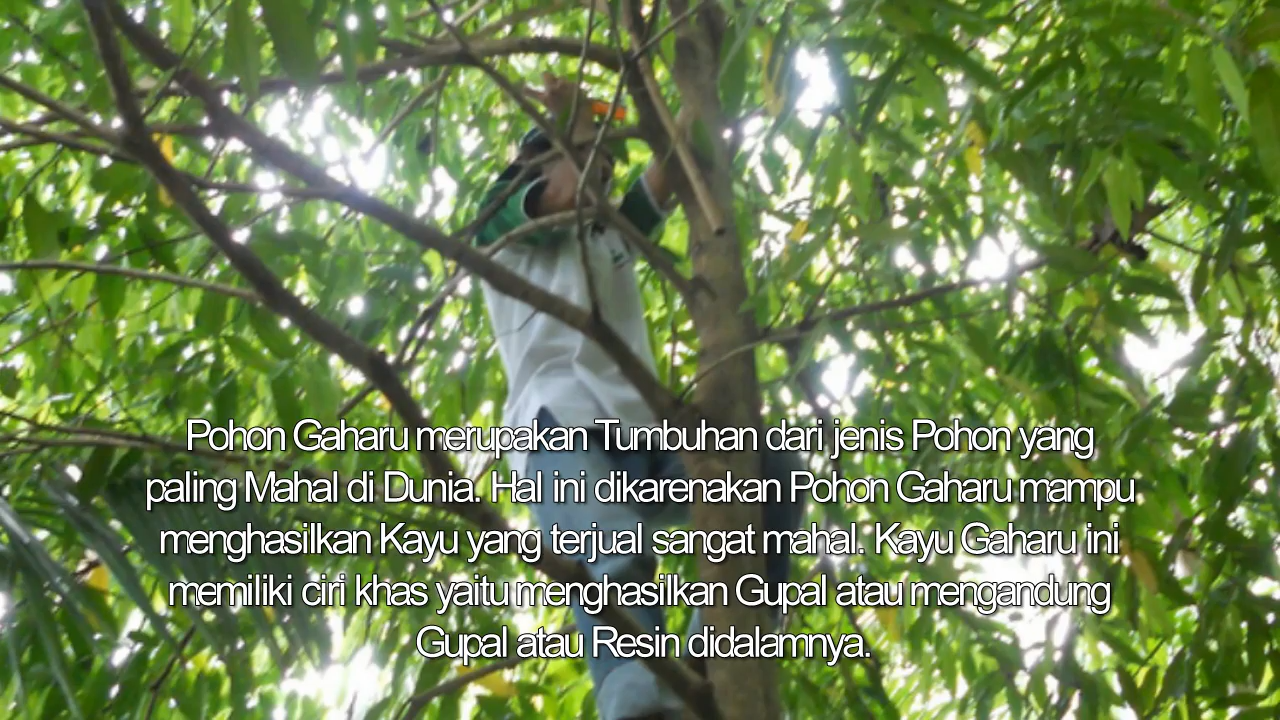 Pohon Gaharu merupakan Tumbuhan dari jenis Pohon yang
paling Mahal di Dunia. Hal ini dikarenakan Pohon Gaharu mampu
menghasilkan Kayu yang terjual sangat mahal. Kayu Gaharu ini
memiliki ciri khas yaitu menghasilkan Gupal atau mengandung
Gupal atau Resin didalamnya.